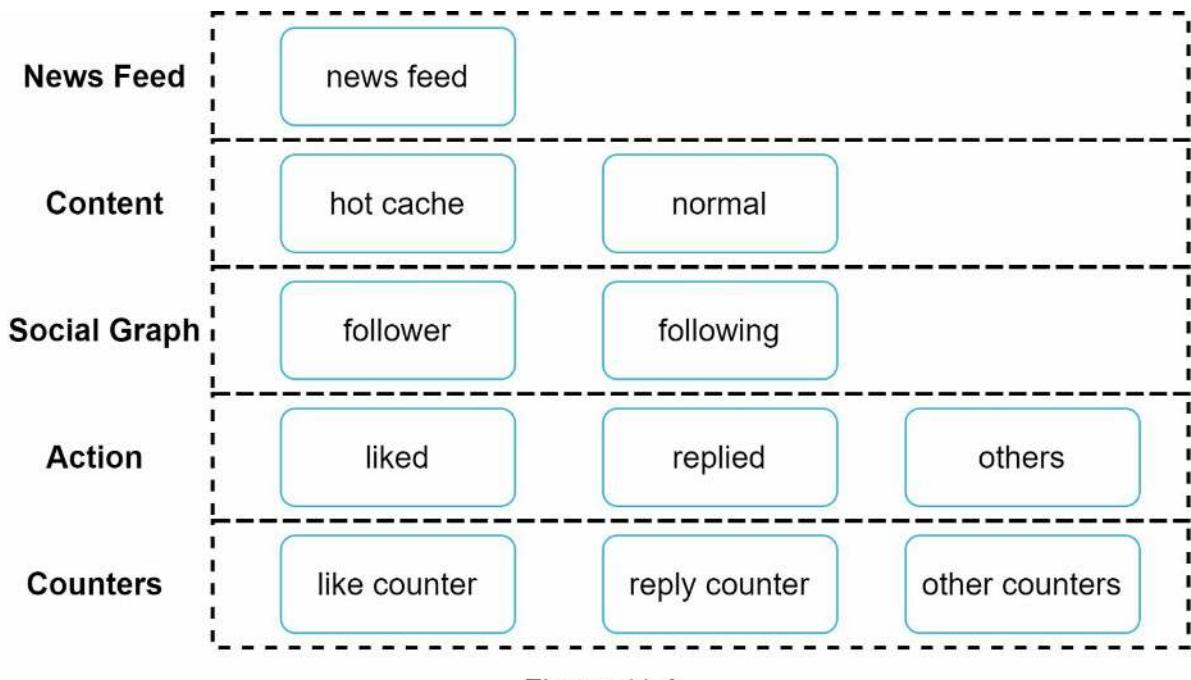 News Feed news feed
Content hot cache normal
Social Graph follower following
Action liked replied others
Counters like counter reply counter other counters